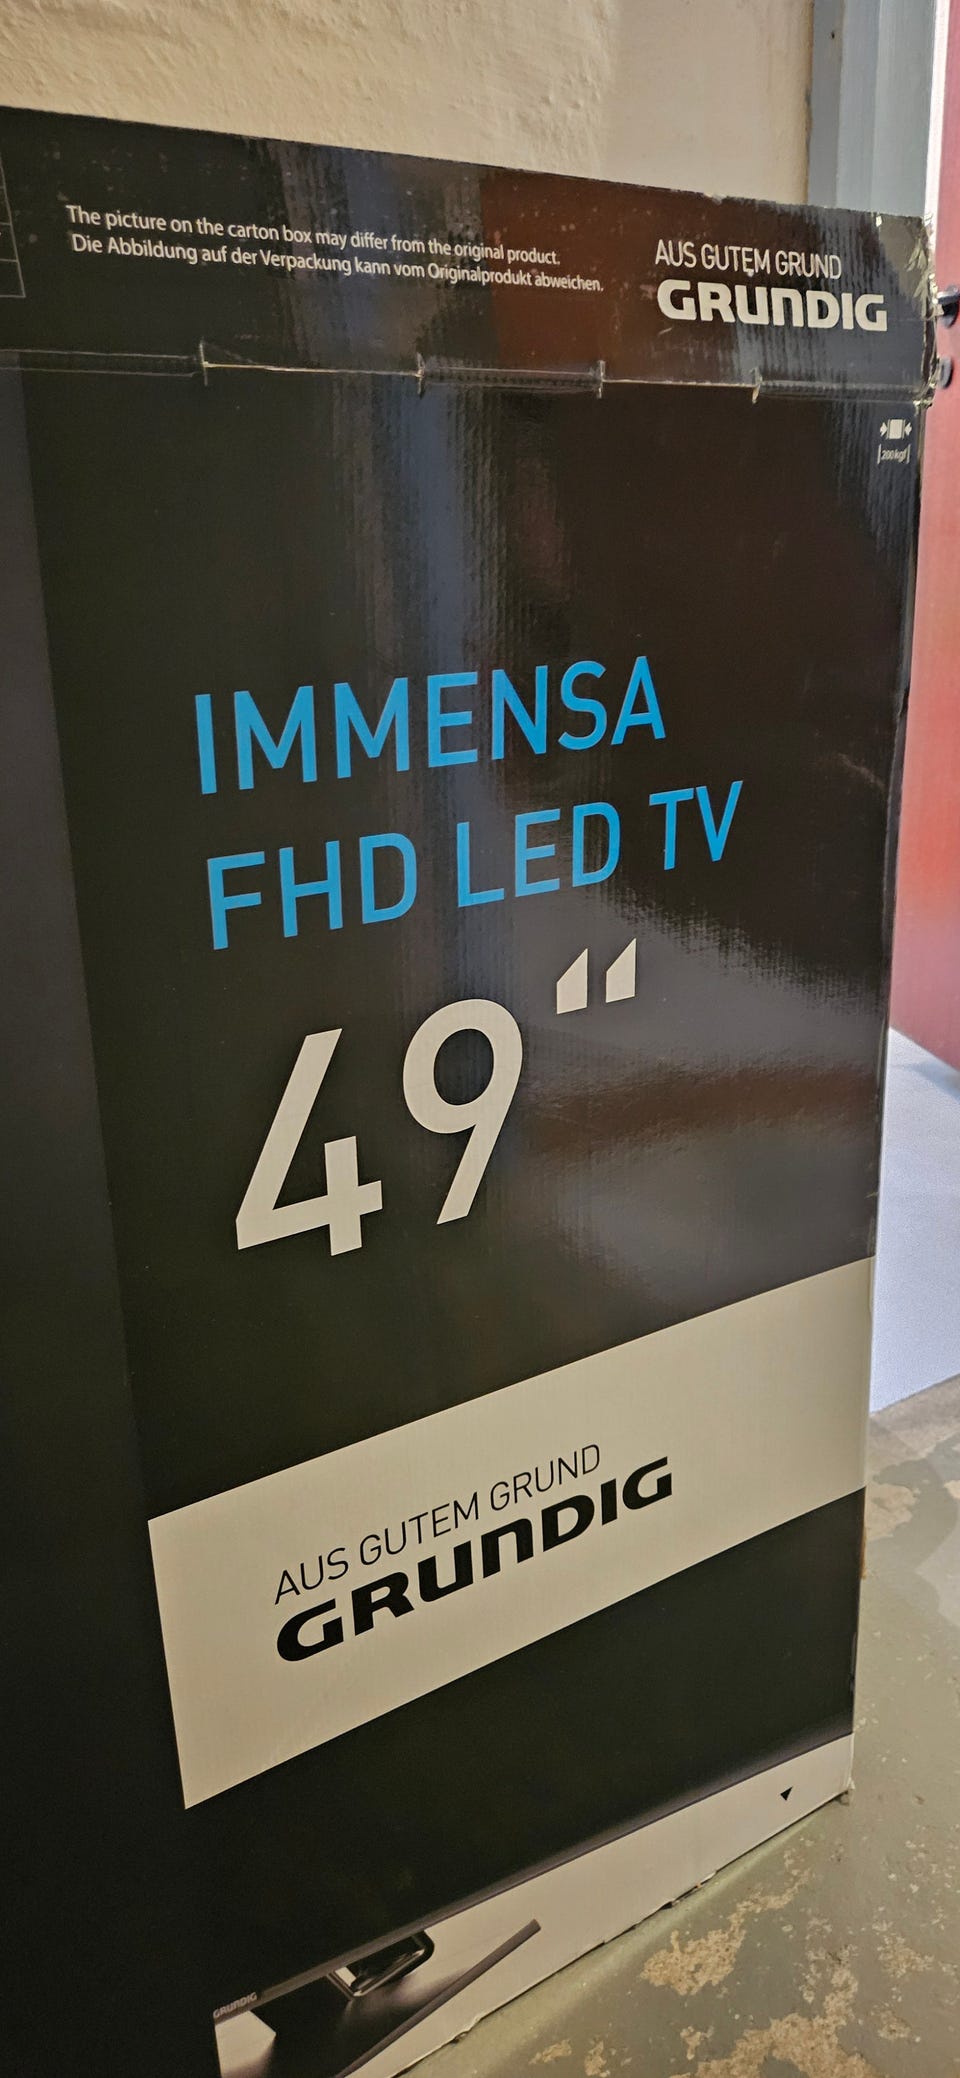 The picture on the carton box may differ from the original product.
Die Abbildung auf der Verpackung kann vom Originalprodukt abweichen.
AUS GUTEM GRUND
GRUNDIG
200kgf
IMMENSA
FHD LED TV
49“
AUS GUTEM GRUND
GRUNDIG
GRUNDIG